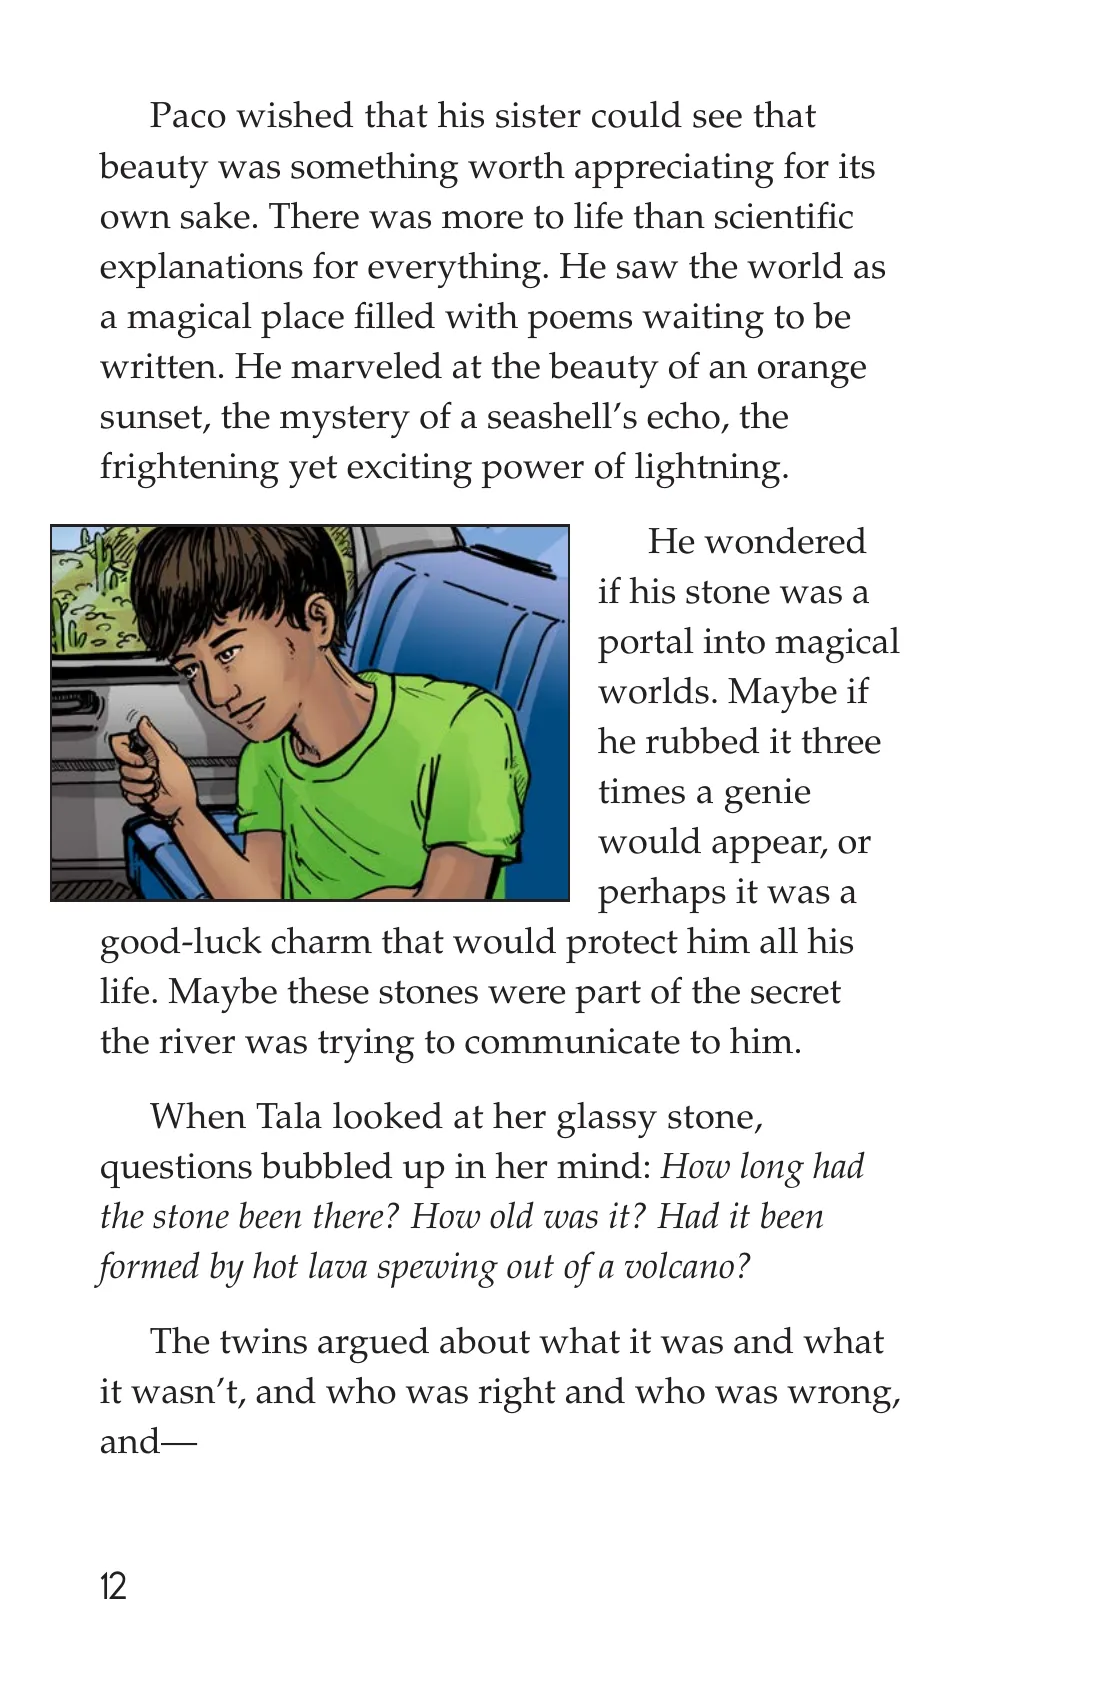 Paco wished that his sister could see that
beauty was something worth appreciating for its
own sake. There was more to life than scientific
explanations for everything. He saw the world as
a magical place filled with poems waiting to be
written. He marveled at the beauty of an orange
sunset, the mystery of a seashell’s echo, the
frightening yet exciting power of lightning.
He wondered
if his stone was a
portal into magical
worlds. Maybe if
he rubbed it three
times a genie
would appear, or
perhaps it was a
good-luck charm that would protect him all his
life. Maybe these stones were part of the secret
the river was trying to communicate to him.
When Tala looked at her glassy stone,
questions bubbled up in her mind: How long had
the stone been there? How old was it? Had it been
formed by hot lava spewing out of a volcano?
The twins argued about what it was and what
it wasn’t, and who was right and who was wrong,
and—
12